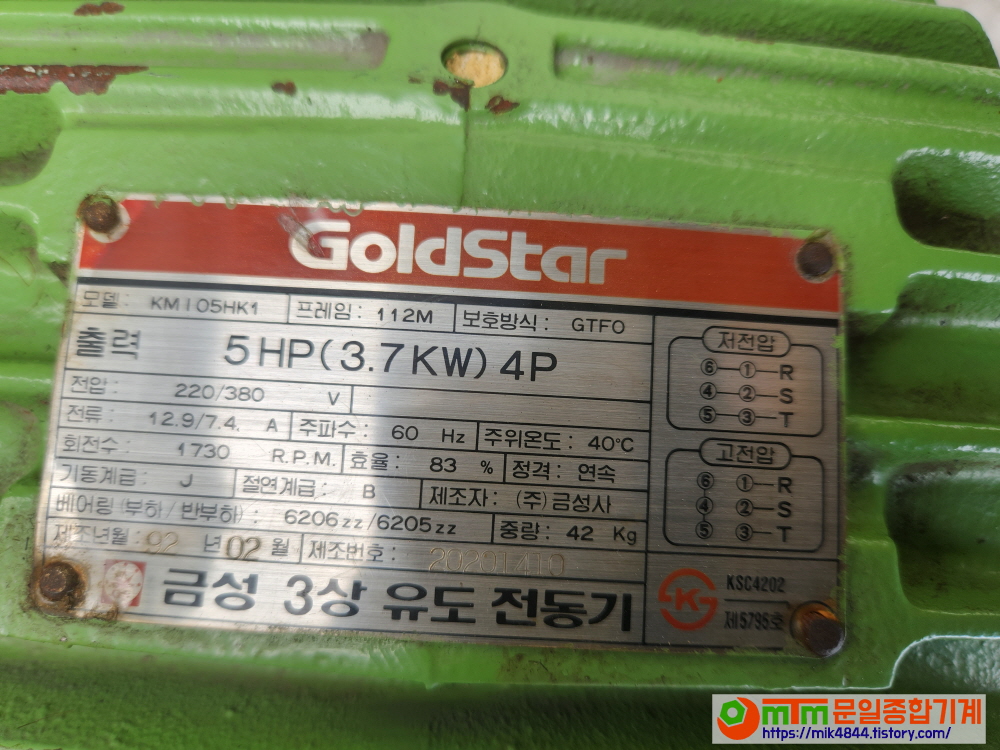 GoldStar
모델: KM105HK1 프레임: 112M 보호방식: GTFO
출력 5HP(3.7KW) 4P
전압: 220/380 V
전류: 12.9/7.4. A 주파수: 60 Hz 주위온도: 40℃
회전수: 1730 R.P.M. 효율: 83 % 정격: 연속
기동계급: J 절연계급: B 제조자: (주)금성사
베어링(부하/반부하): 6206zz/6205zz 중량: 42 Kg
제조년월: 92 년 02 월 제조번호: 20201410
금성 3상 유도 전동기
저전압
⑥-①-R
④-②-S
⑤-③-T
고전압
⑥ ①-R
④ ②-S
⑤ ③-T
KSC4202
제5795호
mTm문일종합기계
https://mik4844.tistory.com/